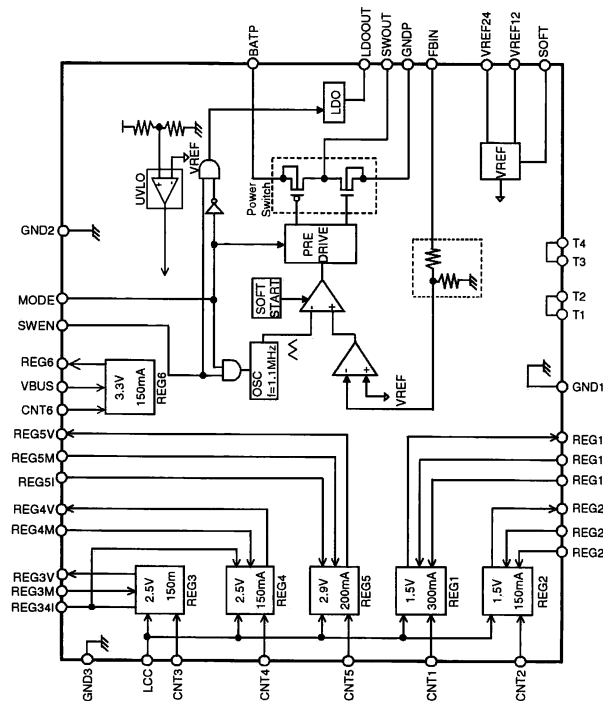 BATP
LDOOUT
SWOUT
GNDP
FBIN
VREF24
VREF12
SOFT
LDO
VREF
UVLO
- +
VREF
Power
Switch
PRE
DRIVE
GND2
T4
T3
T2
T1
MODE
SOFT
START
SWEN
- +
OSC
f=1.1MHz
REG6
VBUS
CNT6
3.3V
150mA
REG6
- +
VREF
GND1
REG5V
REG5M
REG5I
REG4V
REG4M
REG3V
REG3M
REG34I
REG1
REG1
REG1
REG2
REG2
REG2
2.5V
150m
REG3
2.5V
150mA
REG4
2.9V
200mA
REG5
1.5V
300mA
REG1
1.5V
150mA
REG2
GND3
LCC
CNT3
CNT4
CNT5
CNT1
CNT2